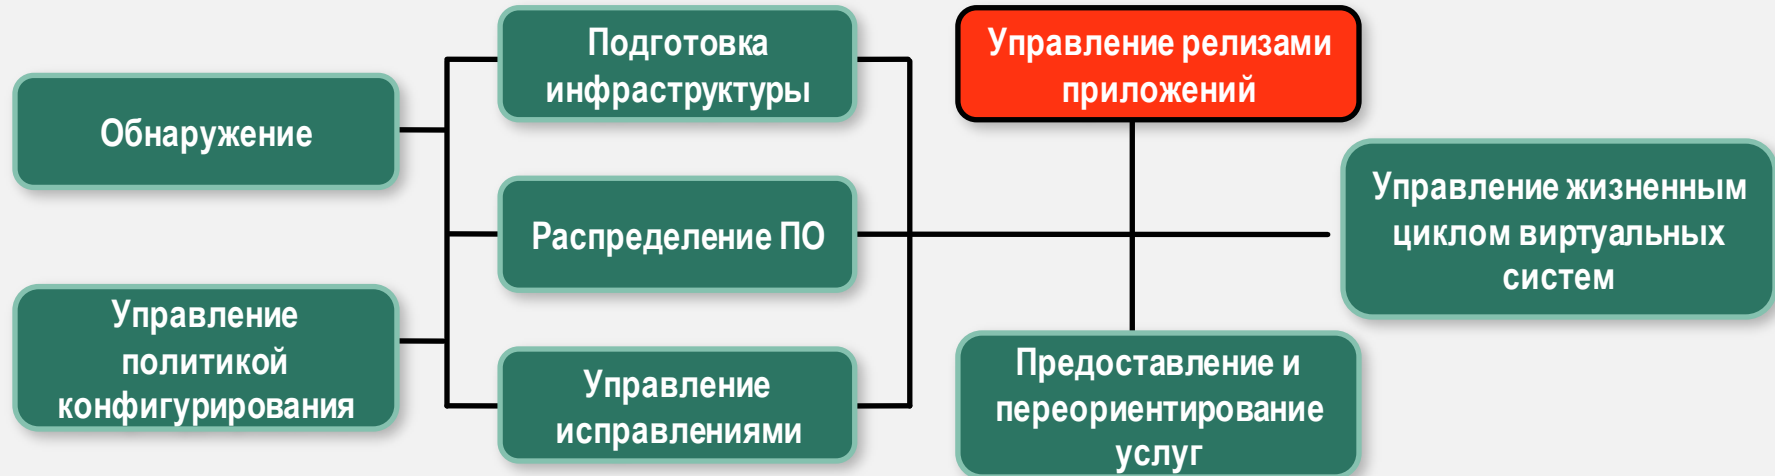 Обнаружение
Управление
политикой
конфигурирования
Подготовка
инфраструктуры
Распределение ПО
Управление
исправлениями
Управление релизами
приложений
Предоставление и
переориентирование
услуг
Управление жизненным
циклом виртуальных
систем